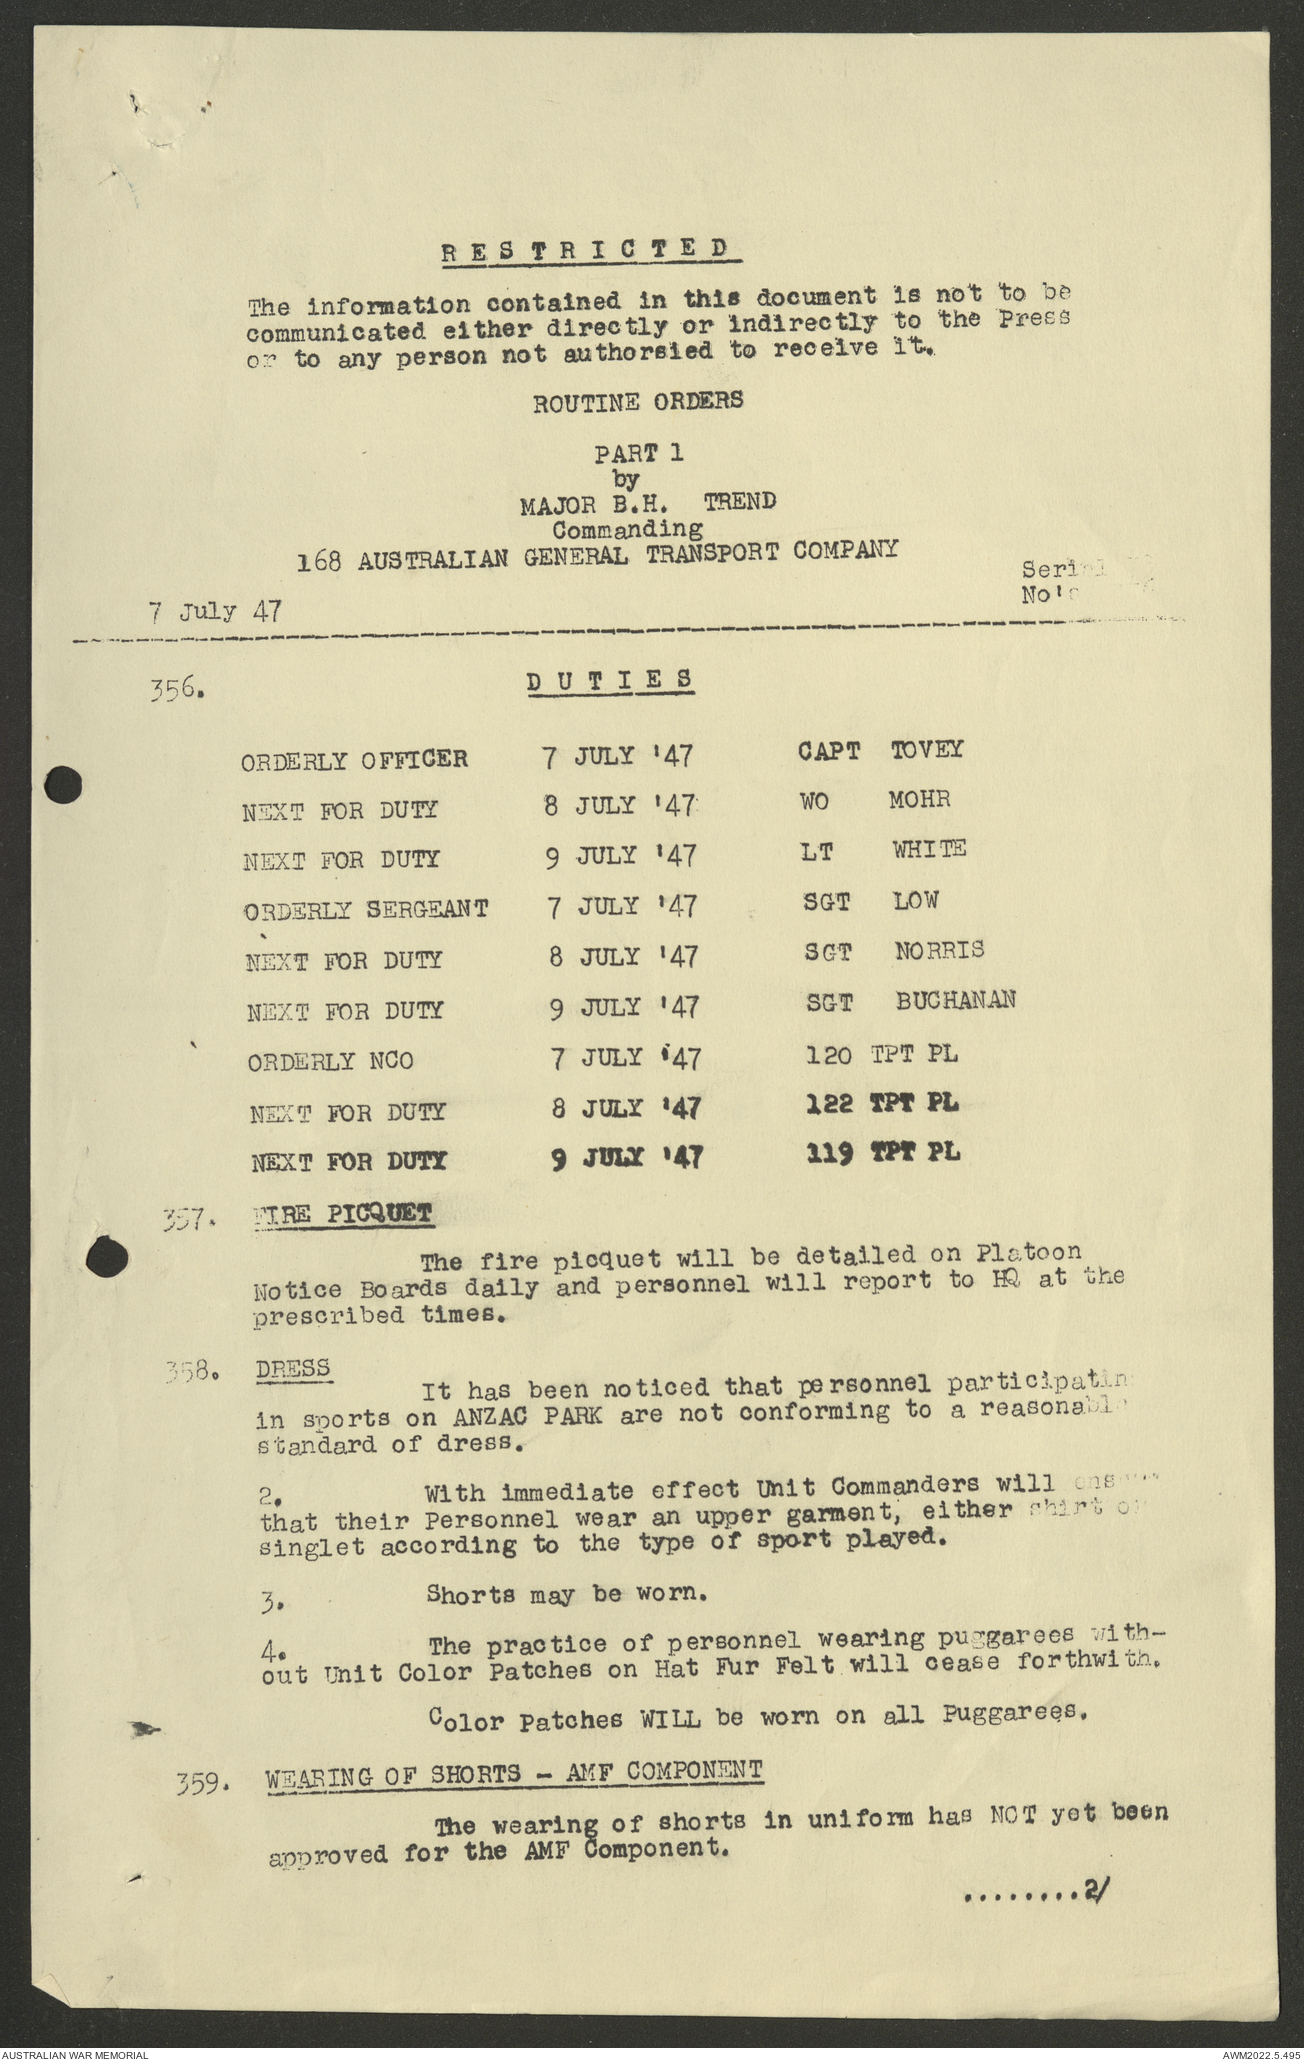 RESTRICTED
The information contained in this document is not to be
communicated either directly or indirectly to the Press
or to any person not authorsied to receive it.
ROUTINE ORDERS
PART 1
by
MAJOR B.H. TREND
Commanding
168 AUSTRALIAN GENERAL TRANSPORT COMPANY
Serial
No's
7 July 47
356. DUTIES
ORDERLY OFFICER 7 JULY '47 CAPT TOVEY
NEXT FOR DUTY 8 JULY '47 WO MOHR
NEXT FOR DUTY 9 JULY '47 LT WHITE
ORDERLY SERGEANT 7 JULY '47 SGT LOW
NEXT FOR DUTY 8 JULY '47 SGT NORRIS
NEXT FOR DUTY 9 JULY '47 SGT BUCHANAN
ORDERLY NCO 7 JULY '47 120 TPT PL
NEXT FOR DUTY 8 JULY '47 122 TPT PL
NEXT FOR DUTY 9 JULY '47 119 TPT PL
357. FIRE PICQUET
The fire picquet will be detailed on Platoon
Notice Boards daily and personnel will report to HQ at the
prescribed times.
358. DRESS
It has been noticed that personnel participatin
in sports on ANZAC PARK are not conforming to a reasonable
standard of dress.
2. With immediate effect Unit Commanders will
that their Personnel wear an upper garment, either shirt or
singlet according to the type of sport played.
3. Shorts may be worn.
4. The practice of personnel wearing puggarees with-
out Unit Color Patches on Hat Fur Felt will cease forthwith.
Color Patches WILL be worn on all Puggarees.
359. WEARING OF SHORTS - AMF COMPONENT
The wearing of shorts in uniform has NOT yet been
approved for the AMF Component.
........2/
AUSTRALIAN WAR MEMORIAL
AWM2022.5.495